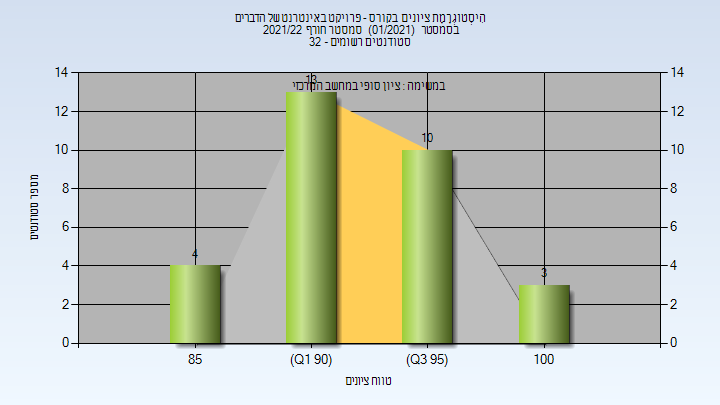 היסטוגרמת ציונים בקורס - פרויקט באינטרנט של הדברים
בסמסטר (01/2021) סמסטר חורף 2021/22
סטודנטים רשומים - 32
במשימה : ציון סופי במחשב המרכזי
14 14
12 12
10 10
8 8
6 6
4 4
2 2
0 0
4 13 10 3
מספר סטודנטים
85 (Q1 90) (Q3 95) 100
טווח ציונים